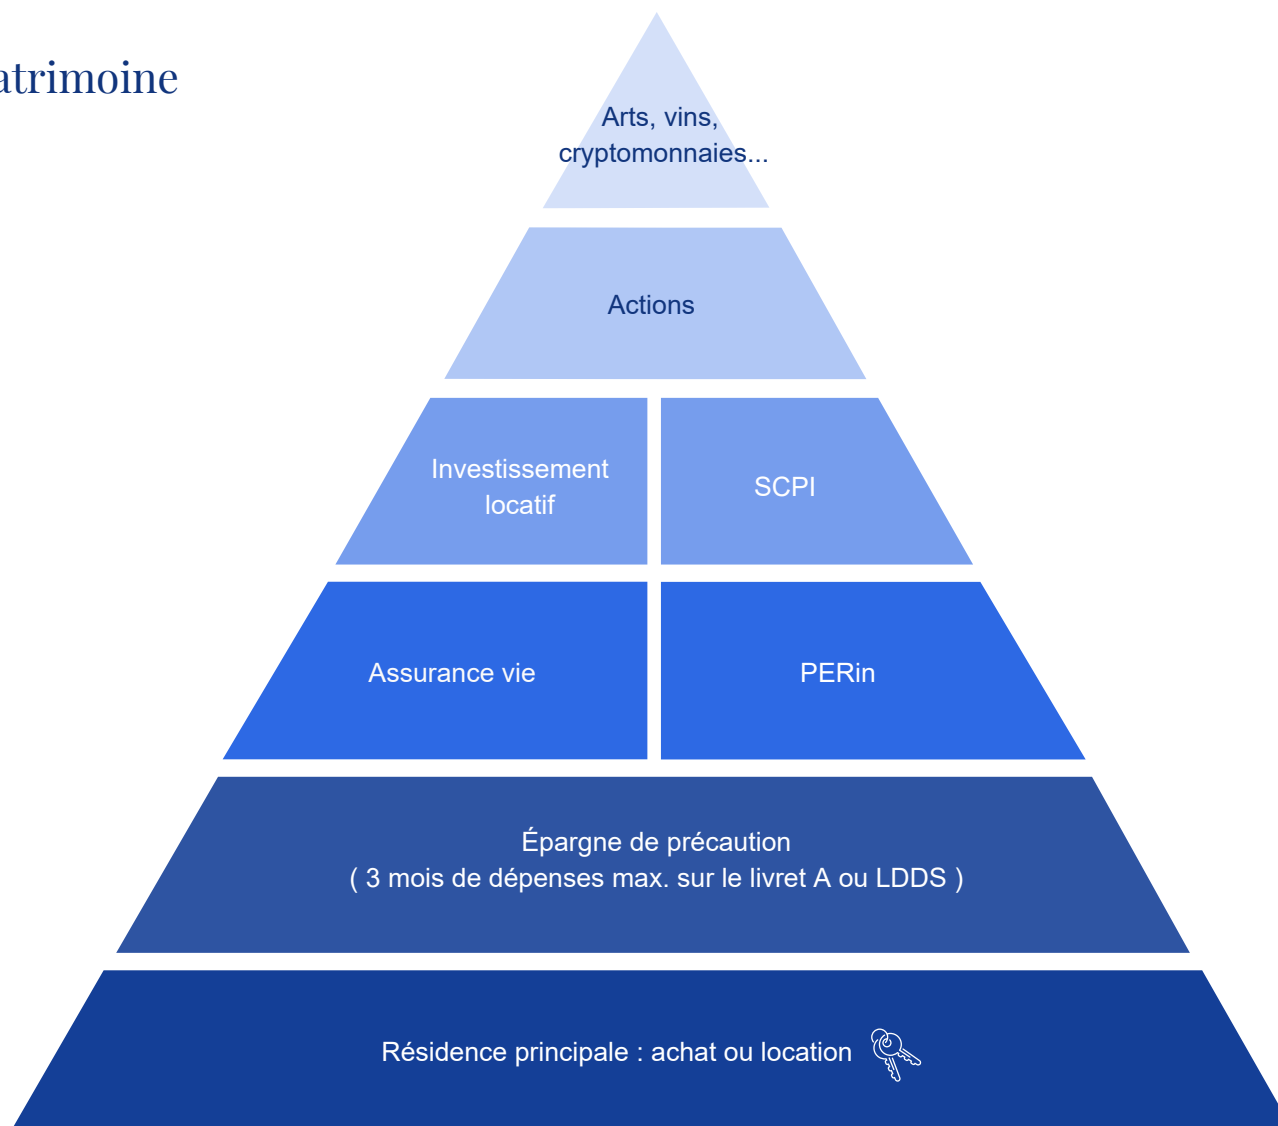 atrimoine
Arts, vins,
cryptomonnaies...
Actions
Investissement
locatif
SCPI
Assurance vie
PERin
Épargne de précaution
( 3 mois de dépenses max. sur le livret A ou LDDS )
Résidence principale : achat ou location